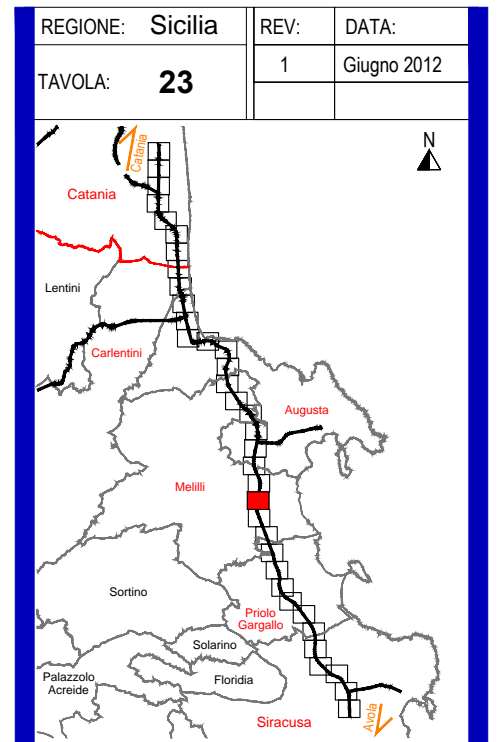 REGIONE: Sicilia
REV: DATA:
TAVOLA: 23
1 Giugno 2012
N
Catania
Catania
Lentini
Carlentini
Augusta
Melilli
Sortino
Priolo
Gargallo
Solarino
Palazzolo
Acreide
Floridia
Siracusa
Avola